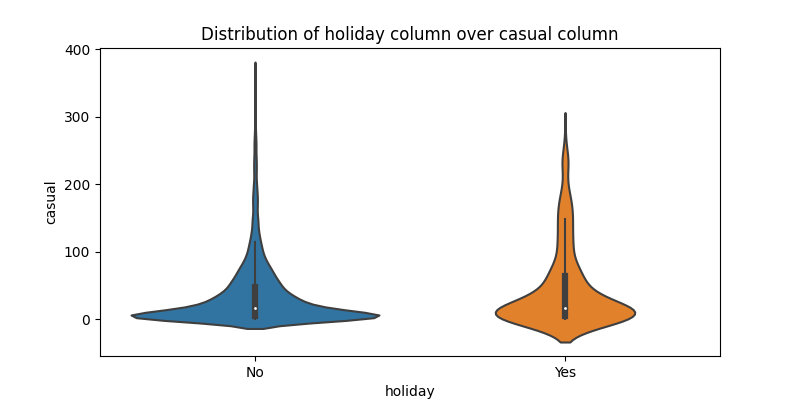 Distribution of holiday column over casual column
400
300
200
100
0
casual
No
Yes
holiday